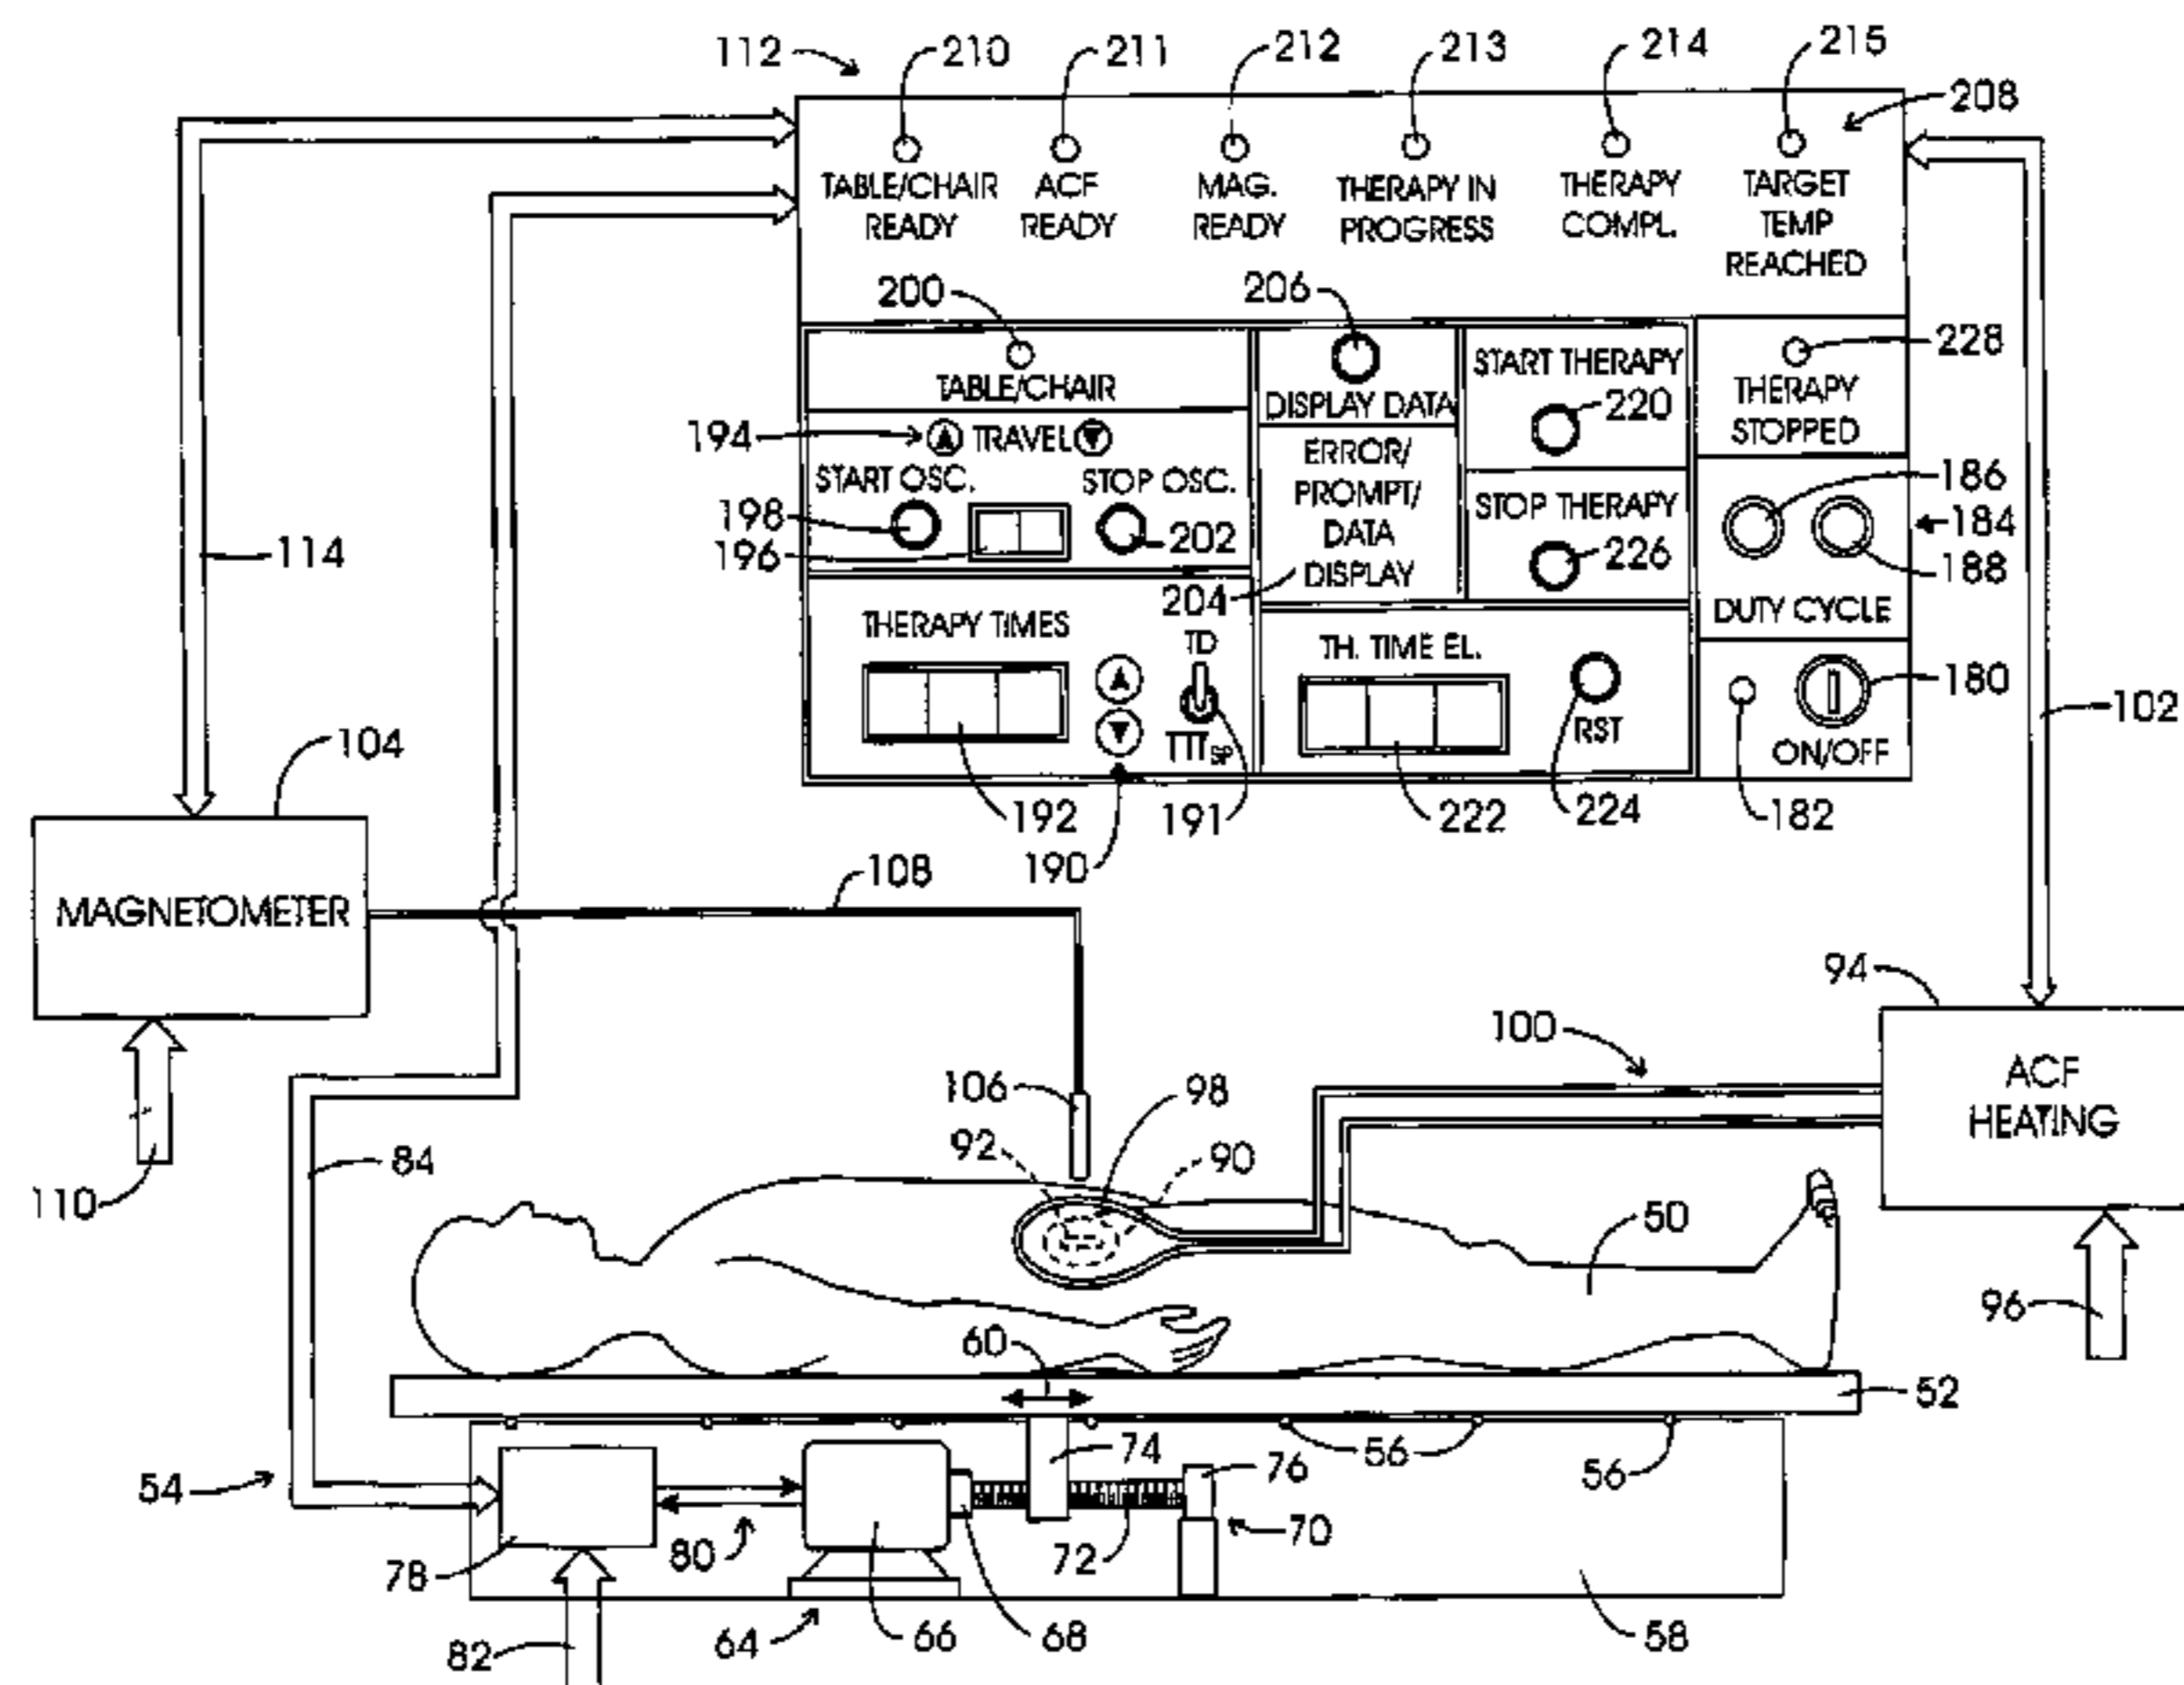 112
210
211
212
213
214
215
208
TABLE/CHAIR READY
ACF READY
MAG. READY
THERAPY IN PROGRESS
THERAPY COMPL.
TARGET TEMP REACHED
200
206
228
TABLE/CHAIR
DISPLAY DATA
START THERAPY
220
THERAPY STOPPED
194
TRAVEL
START OSC.
STOP OSC.
198
196
202
ERROR/
PROMPT/
DATA
DISPLAY
204
STOP THERAPY
226
186
184
188
DUTY CYCLE
THERAPY TIMES
TD
TTTSP
TH. TIME EL.
RST
180
ON/OFF
192
190
191
222
224
182
114
102
104
MAGNETOMETER
108
110
84
94
ACF
HEATING
100
96
106
98
92
90
50
60
52
54
56
56
74
76
78
80
72
70
82
64
66
68
58